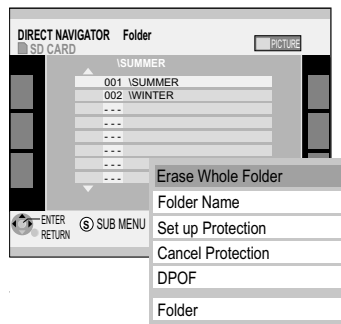 DIRECT NAVIGATOR Folder
SD CARD
PICTURE
\SUMMER
001 \SUMMER
002 \WINTER
- - -
- - -
- - -
- - -
- - -
- - -
Erase Whole Folder
Folder Name
Set up Protection
Cancel Protection
DPOF
Folder
ENTER
RETURN
S SUB MENU